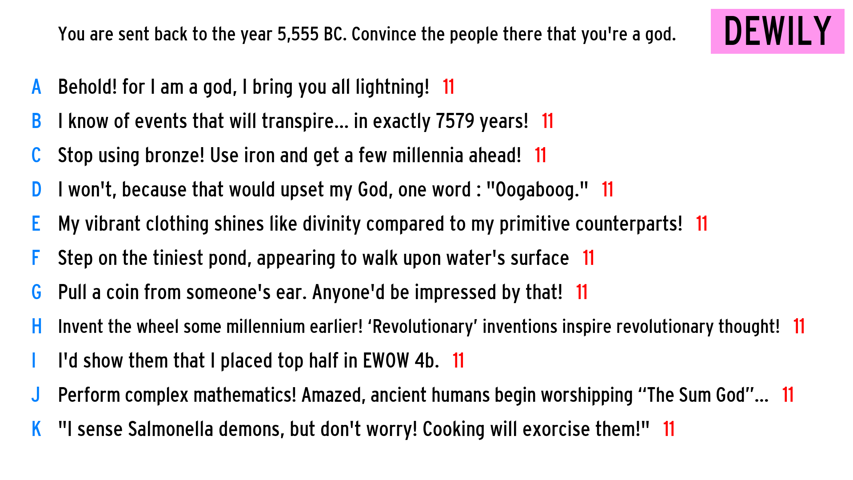 You are sent back to the year 5,555 BC. Convince the people there that you're a god.
DEWILY
A Behold! for I am a god, I bring you all lightning! 11
B I know of events that will transpire... in exactly 7579 years! 11
C Stop using bronze! Use iron and get a few millennia ahead! 11
D I won't, because that would upset my God, one word : "Oogaboog." 11
E My vibrant clothing shines like divinity compared to my primitive counterparts! 11
F Step on the tiniest pond, appearing to walk upon water's surface 11
G Pull a coin from someone's ear. Anyone'd be impressed by that! 11
H Invent the wheel some millennium earlier! ‘Revolutionary’ inventions inspire revolutionary thought! 11
I I'd show them that I placed top half in EWOW 4b. 11
J Perform complex mathematics! Amazed, ancient humans begin worshipping “The Sum God”... 11
K "I sense Salmonella demons, but don't worry! Cooking will exorcise them!" 11